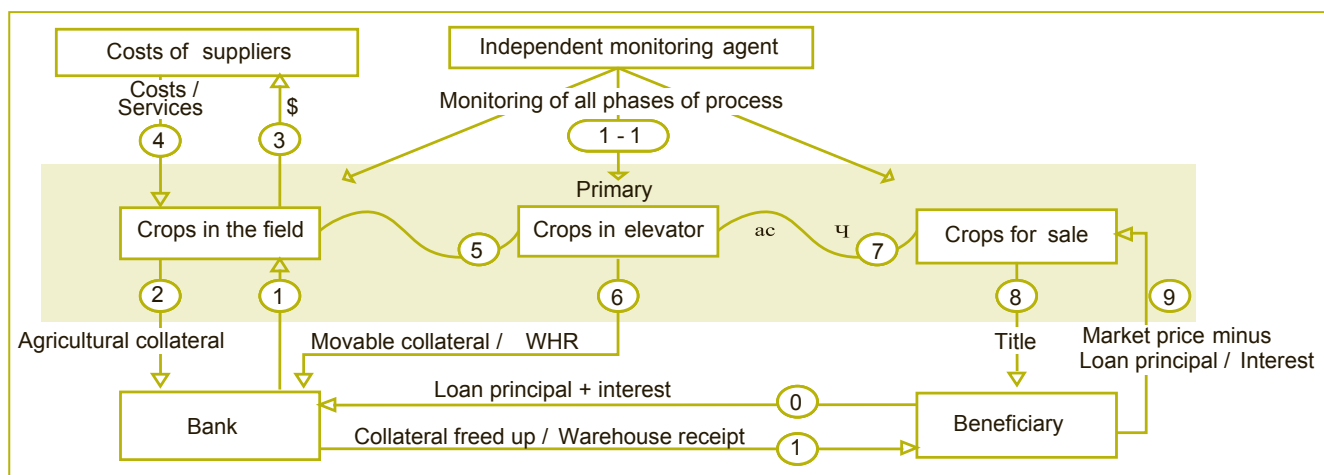 Costs of suppliers
Independent monitoring agent
Costs /
Services
$
Monitoring of all phases of process
4
3
1 - 1
Primary
Crops in the field
5
Crops in elevator
ас
ч
7
Crops for sale
2
1
6
8
9
Agricultural collateral
Movable collateral / WHR
Title
Market price minus
Loan principal / Interest
Loan principal + interest
0
Bank
Beneficiary
Collateral freed up / Warehouse receipt
1